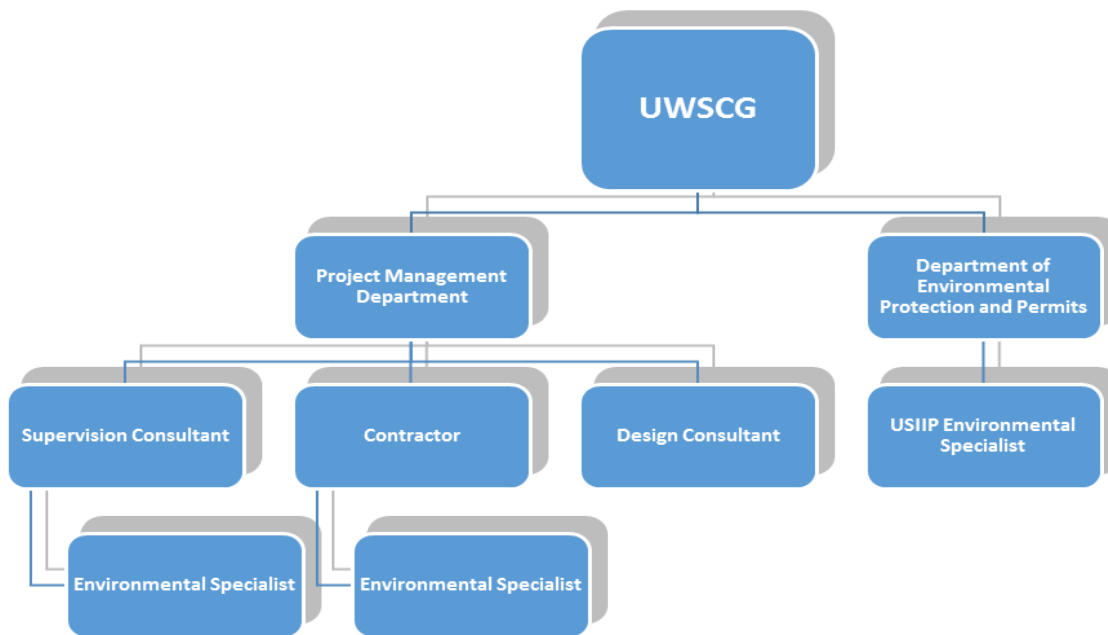 UWSCG
Project Management
Department
Department of
Environmental
Protection and Permits
Supervision Consultant
Contractor
Design Consultant
USIIP Environmental
Specialist
Environmental Specialist
Environmental Specialist